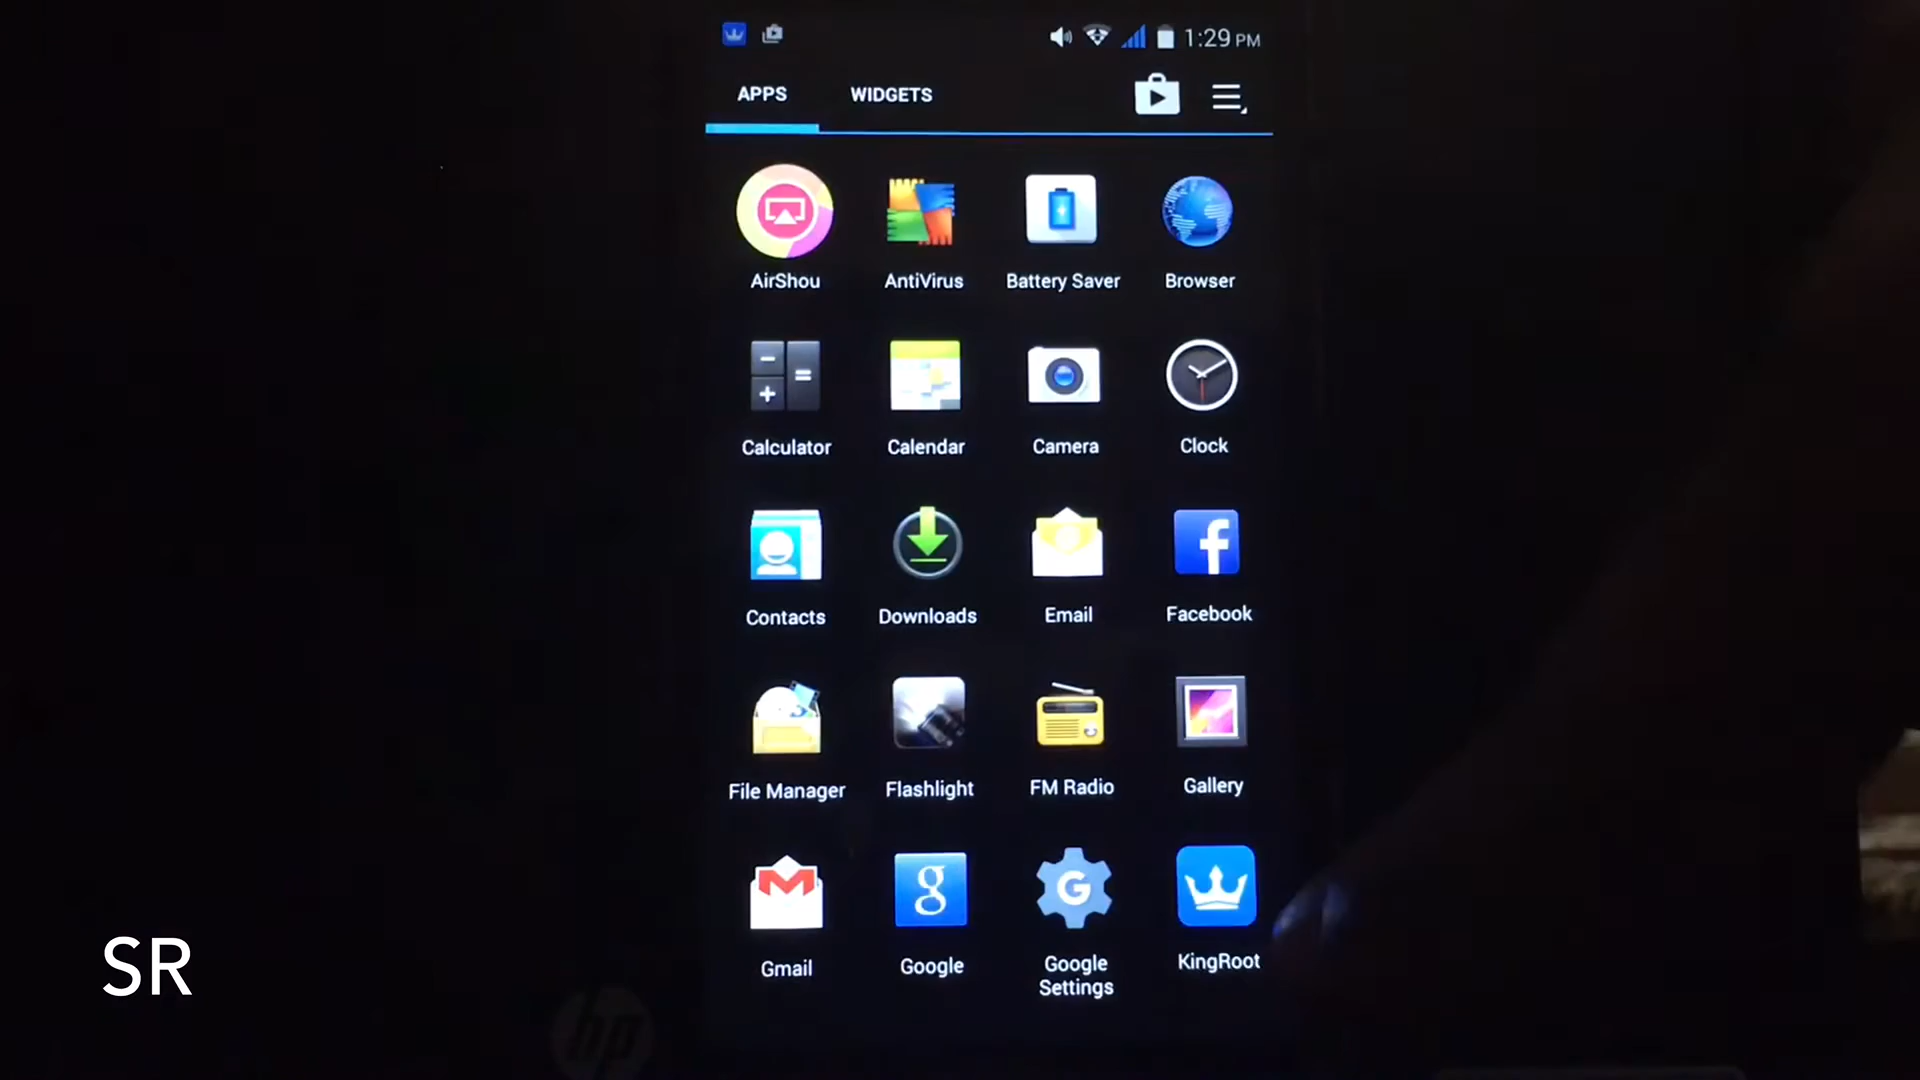 1:29 PM
APPS WIDGETS
AirShou AntiVirus Battery Saver Browser
Calculator Calendar Camera Clock
Contacts Downloads Email Facebook
File Manager Flashlight FM Radio Gallery
Gmail Google Google Settings KingRoot
SR
hp